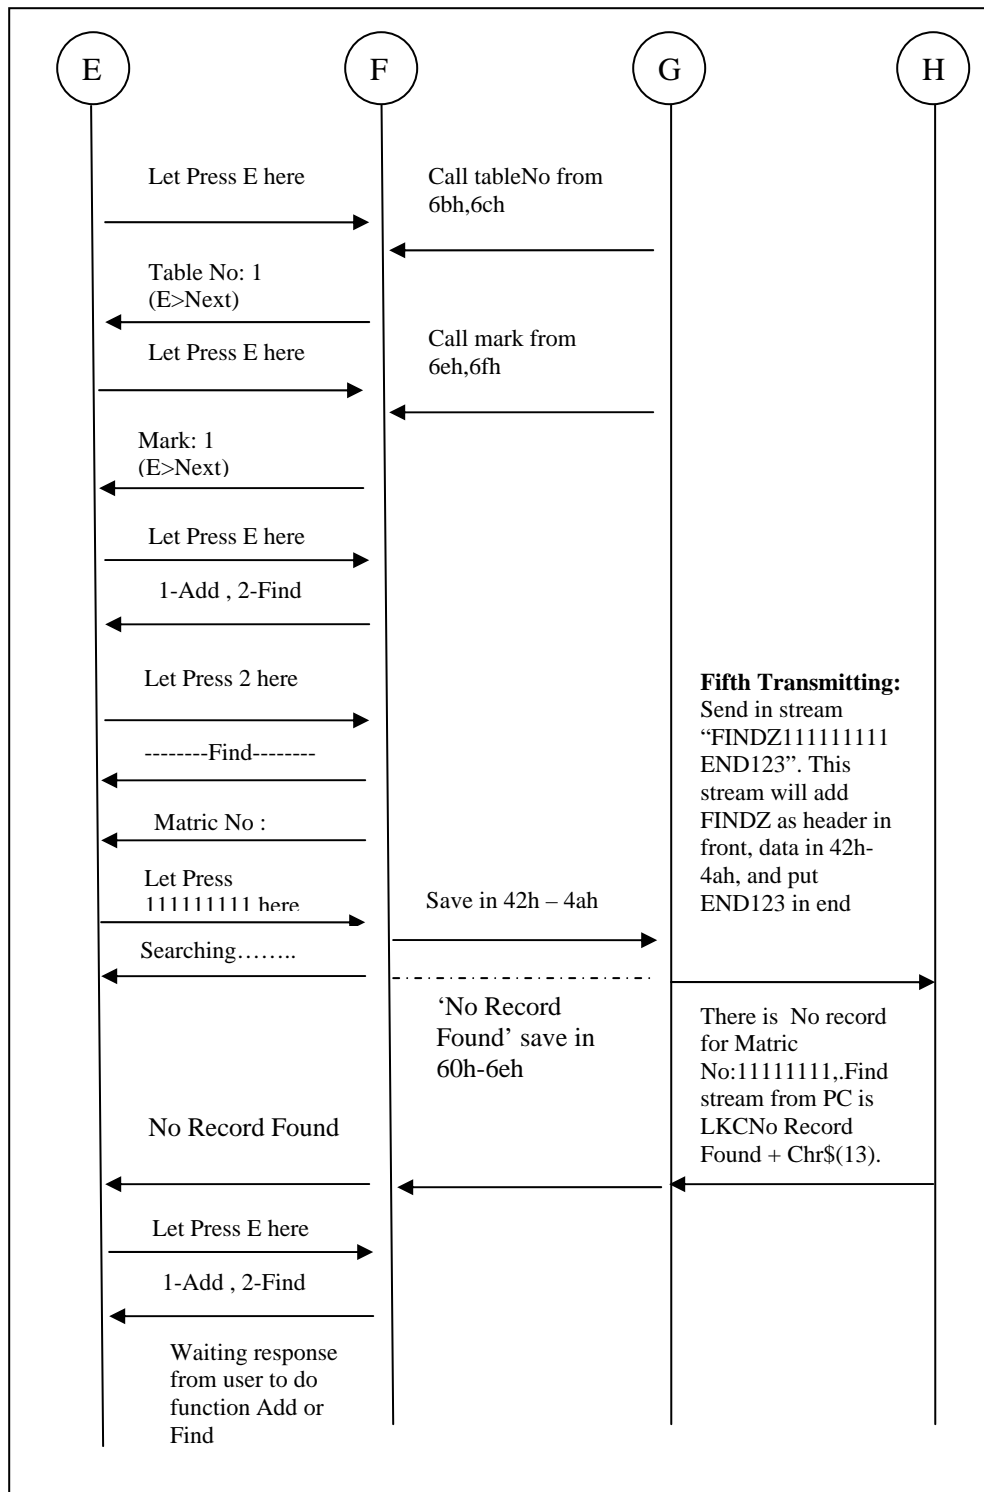 E
F
G
H
Let Press E here
Call tableNo from
6bh,6ch
Table No: 1
(E>Next)
Let Press E here
Call mark from
6eh,6fh
Mark: 1
(E>Next)
Let Press E here
1-Add , 2-Find
Let Press 2 here
--------Find--------
Matric No :
Let Press
111111111 here
Save in 42h – 4ah
Fifth Transmitting:
Send in stream
“FINDZ111111111
END123”. This
stream will add
FINDZ as header in
front, data in 42h-
4ah, and put
END123 in end
Searching……..
‘No Record
Found’ save in
60h-6eh
There is  No record
for Matric
No:11111111,.Find
stream from PC is
LKCNo Record
Found + Chr$(13).
No Record Found
Let Press E here
1-Add , 2-Find
Waiting response
from user to do
function Add or
Find